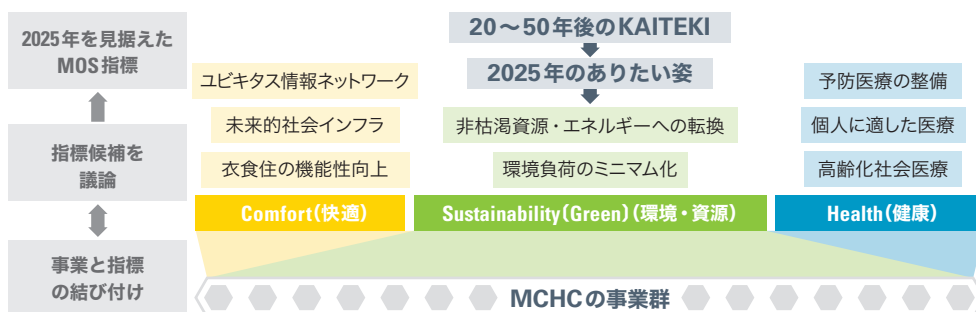 2025年を見据えた
MOS指標
指標候補を
議論
事業と指標
の結び付け
20～50年後のKAITEKI
2025年のありたい姿
ユビキタス情報ネットワーク
未来的社会インフラ
衣食住の機能性向上
Comfort(快適)
非枯渇資源・エネルギーへの転換
環境負荷のミニマム化
Sustainability(Green)(環境・資源)
予防医療の整備
個人に適した医療
高齢化社会医療
Health(健康)
MCHCの事業群